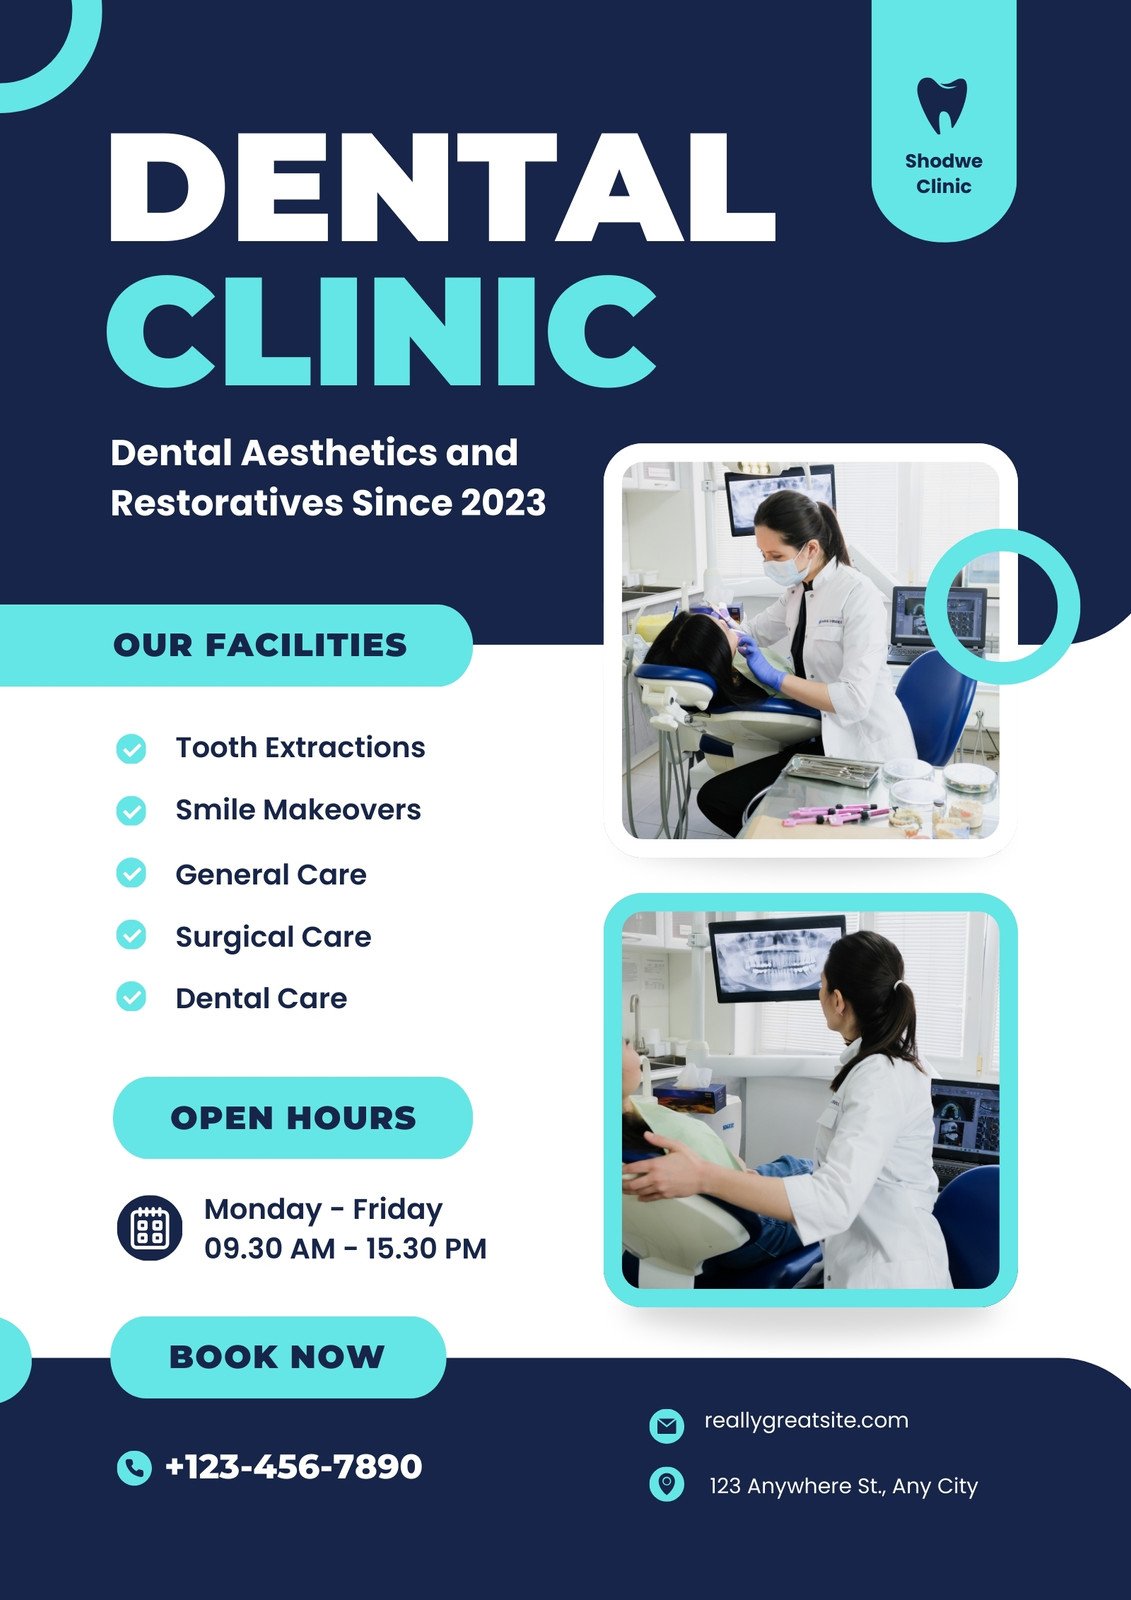 Shodwe
Clinic
DENTAL
CLINIC
Dental Aesthetics and
Restoratives Since 2023
OUR FACILITIES
Tooth Extractions
Smile Makeovers
General Care
Surgical Care
Dental Care
OPEN HOURS
Monday - Friday
09.30 AM - 15.30 PM
BOOK NOW
+123-456-7890
reallygreatsite.com
123 Anywhere St., Any City